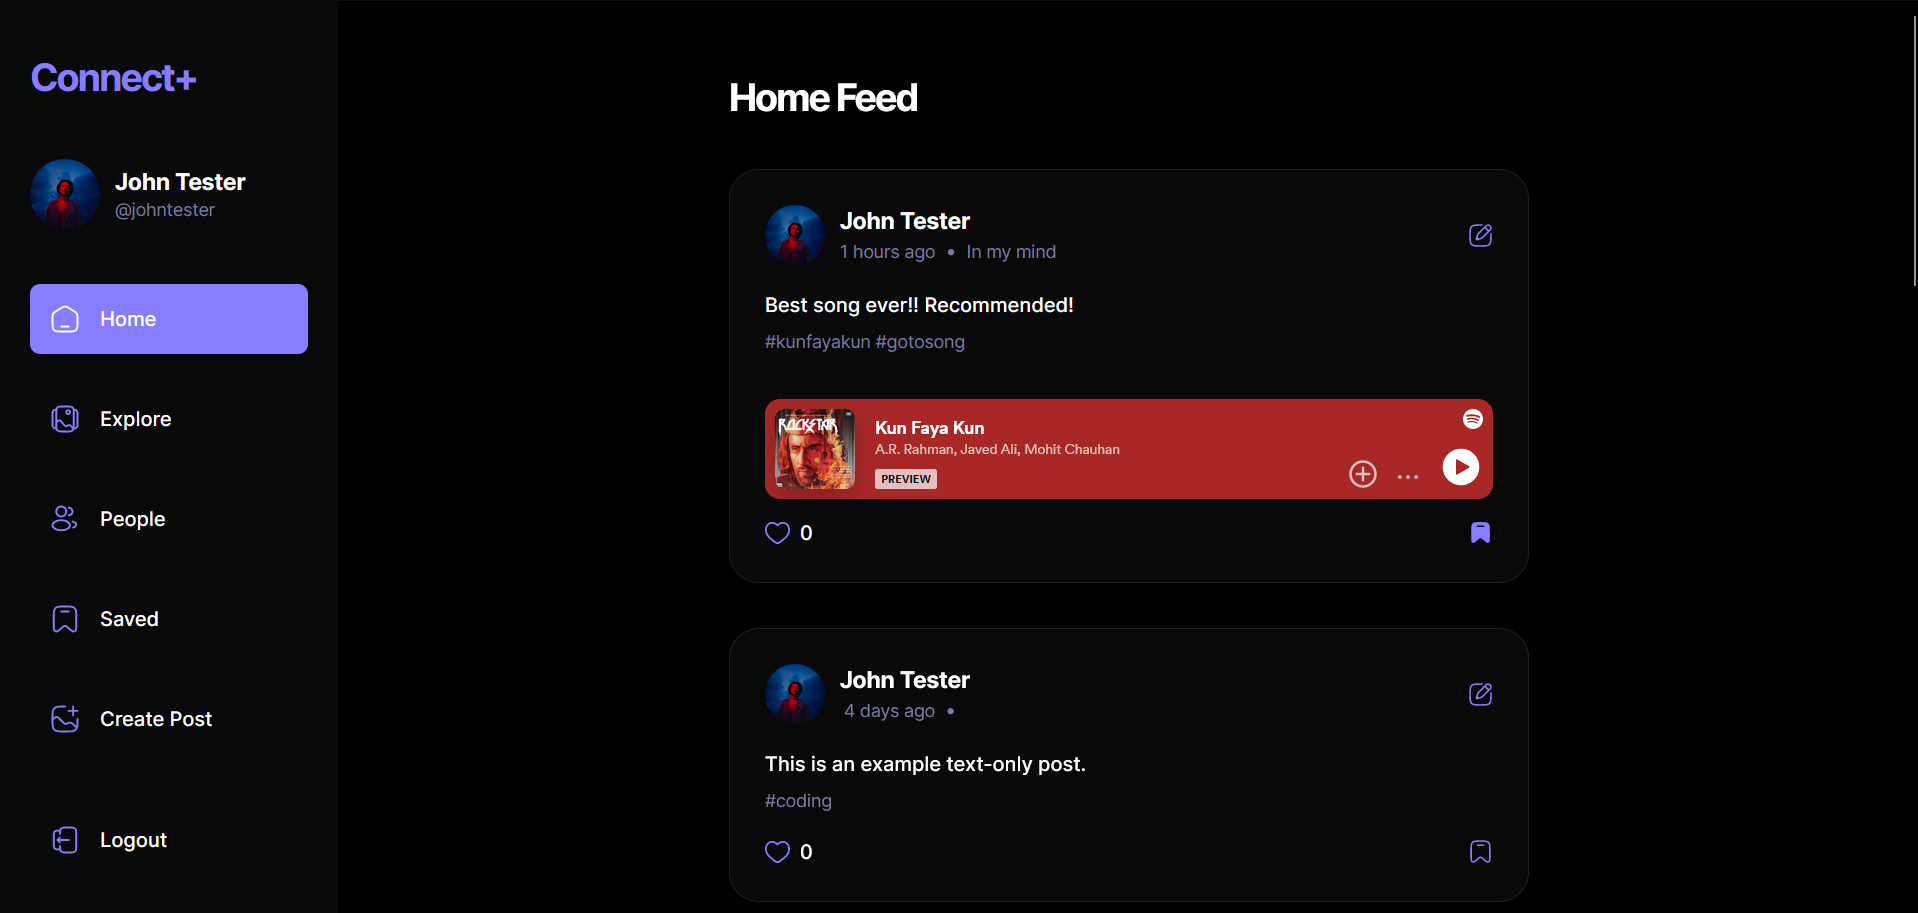 Connect+
John Tester
@johntester
Home
Explore
People
Saved
Create Post
Logout
Home Feed
John Tester
1 hours ago • In my mind
Best song ever!! Recommended!
#kunfayakun #gotosong
ROCKSTAR
Kun Faya Kun
A.R. Rahman, Javed Ali, Mohit Chauhan
PREVIEW
0
John Tester
4 days ago •
This is an example text-only post.
#coding
0